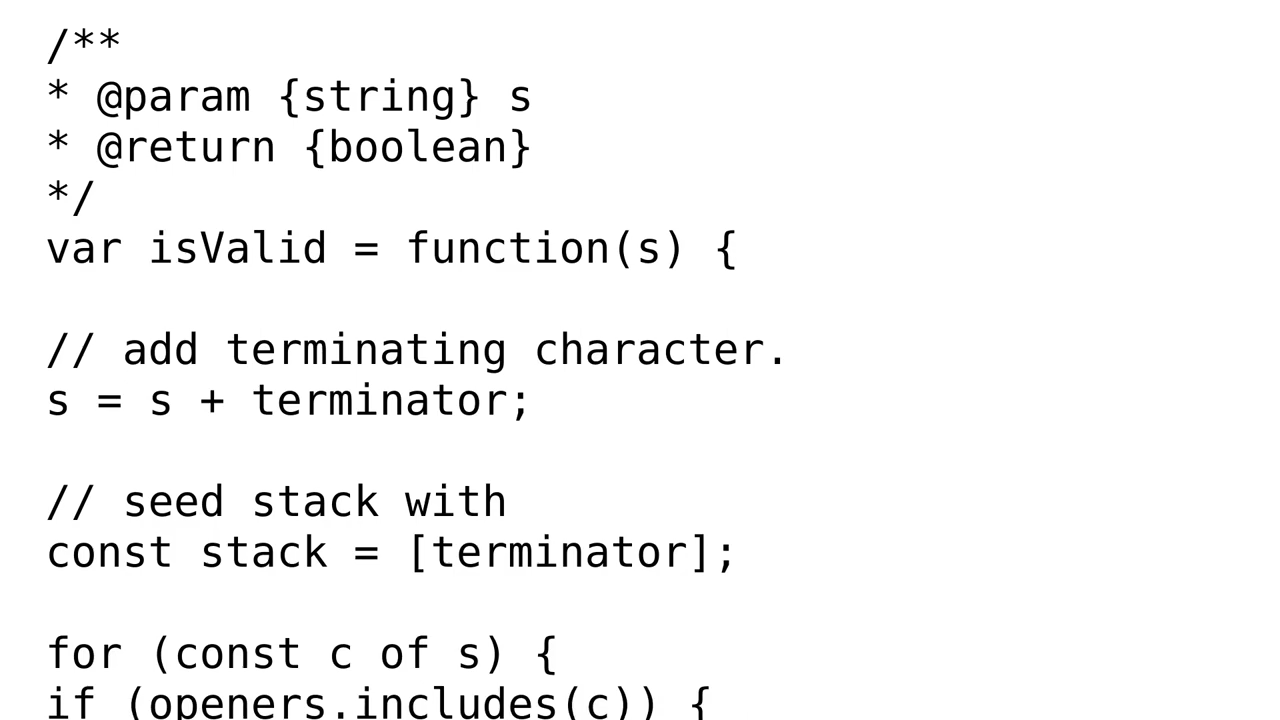 /**
* @param {string} s
* @return {boolean}
*/
var isValid = function(s) {
// add terminating character.
s = s + terminator;
// seed stack with
const stack = [terminator];
for (const c of s) {
if (openers.includes(c)) {